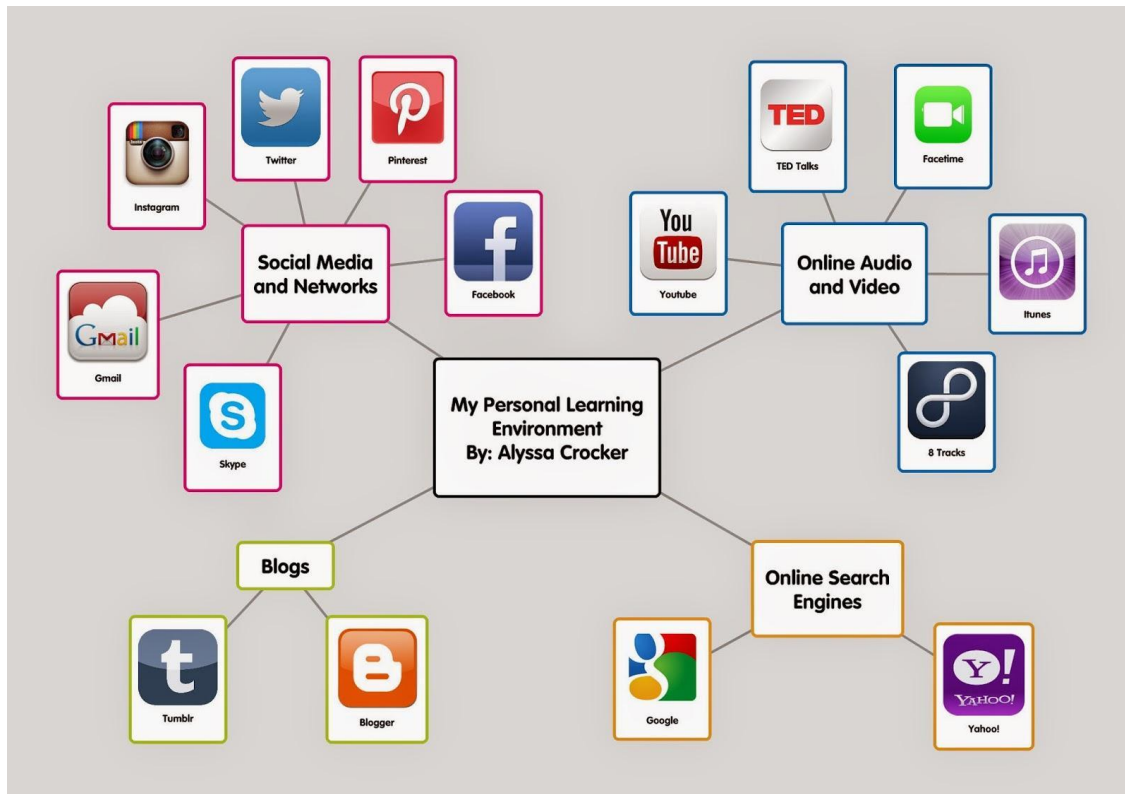 Twitter
Pinterest
Instagram
Social Media
and Networks
Facebook
Gmail
Gmail
S
Skype
TED
TED Talks
Facetime
You
Tube
Youtube
Online Audio
and Video
Itunes
8 Tracks
My Personal Learning
Environment
By: Alyssa Crocker
Blogs
t
Tumblr
B
Blogger
Online Search
Engines
g
Google
Y!
YAHOO!
Yahoo!
P
f